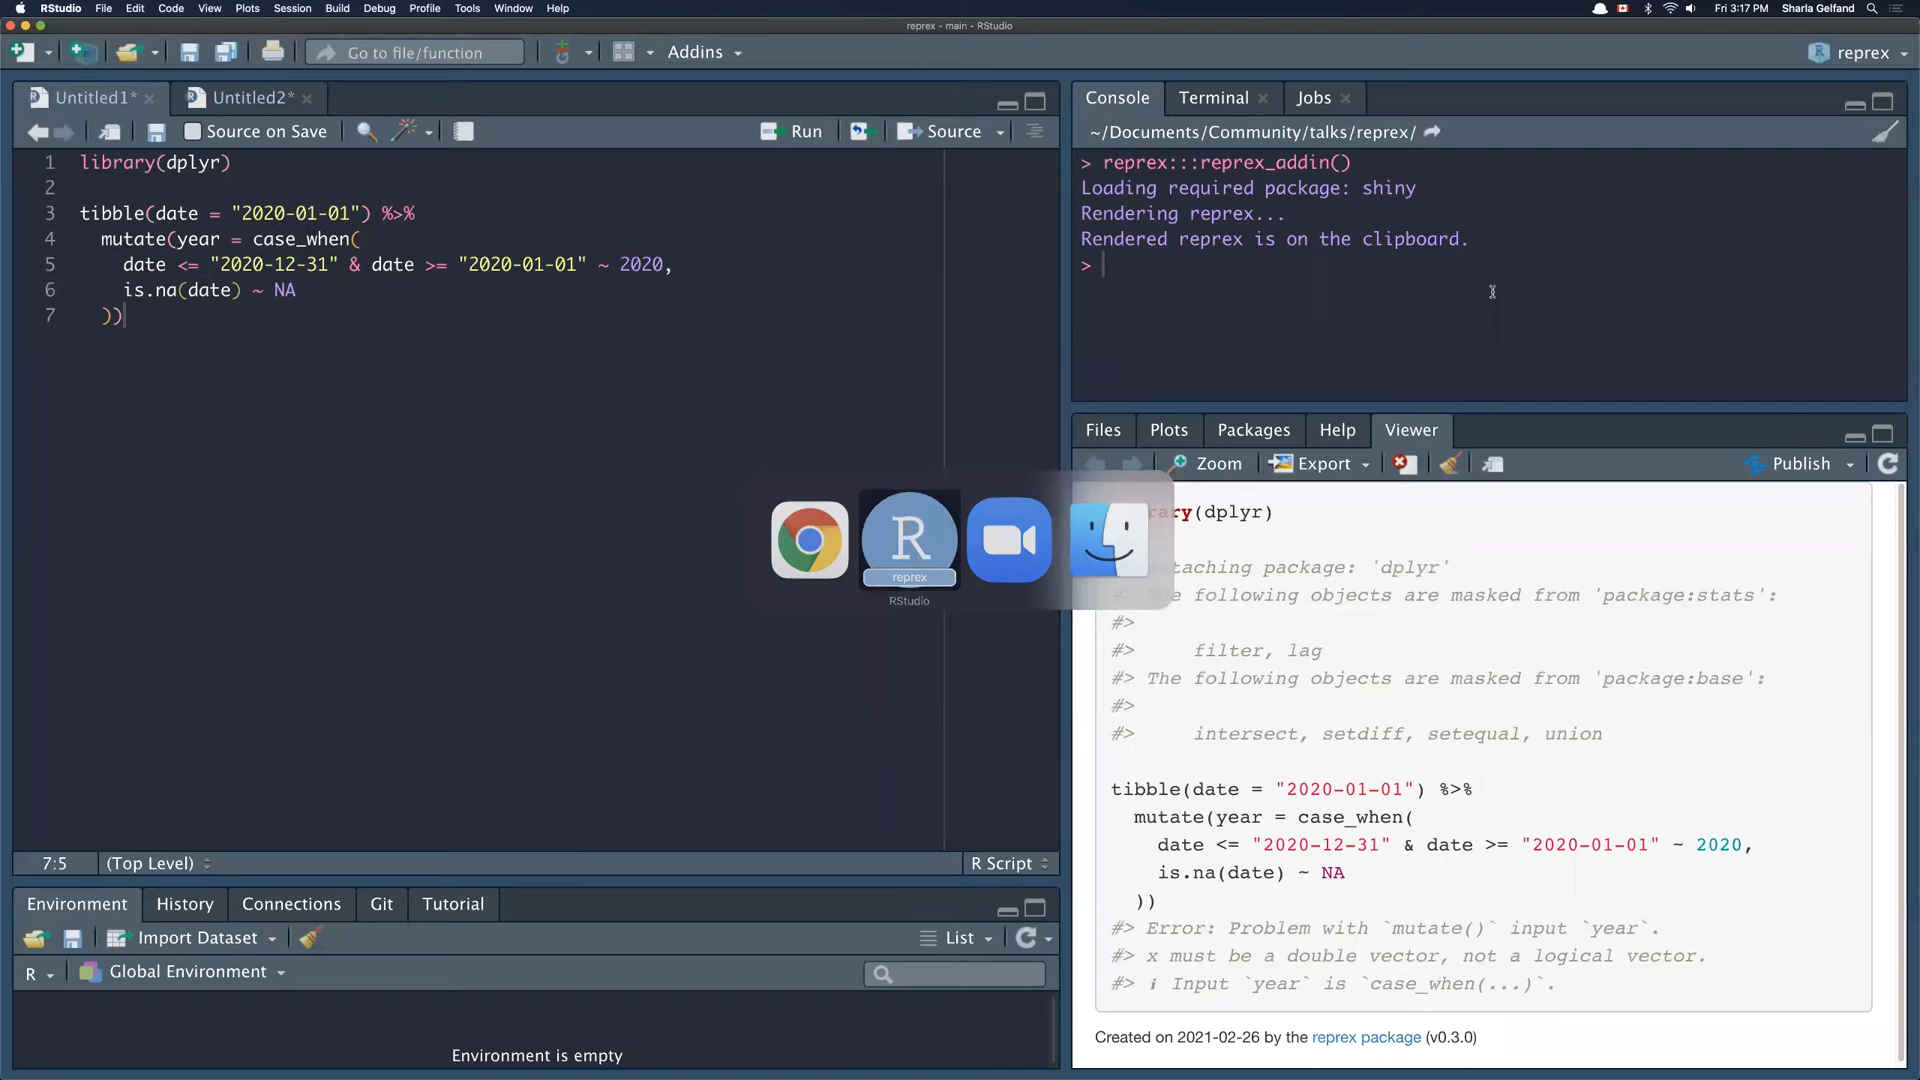 RStudio File Edit Code View Plots Session Build Debug Profile Tools Window Help Fri 3:17 PM Sharla Gelfand
reprex - main - RStudio
Go to file/function Addins reprex
Untitled1* Untitled2*
Source on Save Run Source
1 library(dplyr)
2
3 tibble(date = "2020-01-01") %>%
4 mutate(year = case_when(
5 date <= "2020-12-31" & date >= "2020-01-01" ~ 2020,
6 is.na(date) ~ NA
7 ))
7:5 (Top Level) R Script
Environment History Connections Git Tutorial
Import Dataset List
R Global Environment
Environment is empty
Console Terminal Jobs
~/Documents/Community/talks/reprex/
> reprex:::reprex_addin()
Loading required package: shiny
Rendering reprex...
Rendered reprex is on the clipboard.
>
Files Plots Packages Help Viewer
Zoom Export Publish
rary(dplyr)
taching package: 'dplyr'
he following objects are masked from 'package:stats':
#>
#> filter, lag
#> The following objects are masked from 'package:base':
#>
#> intersect, setdiff, setequal, union
tibble(date = "2020-01-01") %>%
mutate(year = case_when(
date <= "2020-12-31" & date >= "2020-01-01" ~ 2020,
is.na(date) ~ NA
))
#> Error: Problem with `mutate()` input `year`.
#> x must be a double vector, not a logical vector.
#> ℹ Input `year` is `case_when(...)`.
Created on 2021-02-26 by the reprex package (v0.3.0)
R
reprex
RStudio